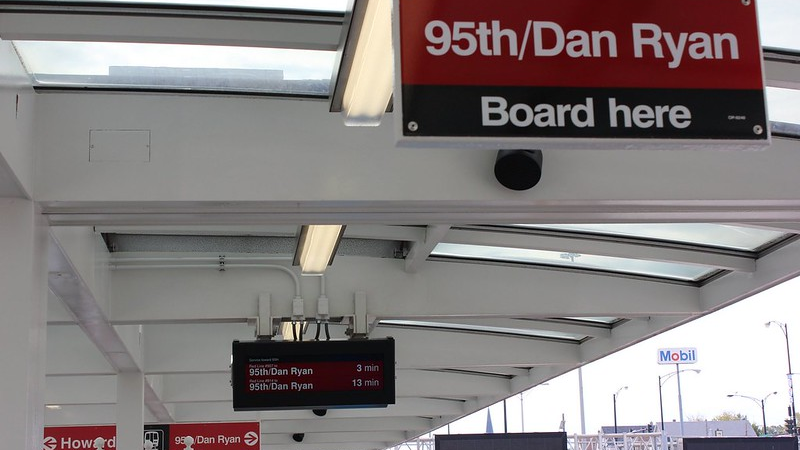 95th/Dan Ryan
Board here
95th/Dan Ryan 3 min
95th/Dan Ryan 13 min
Mobil
Howard
95th/Dan Ryan